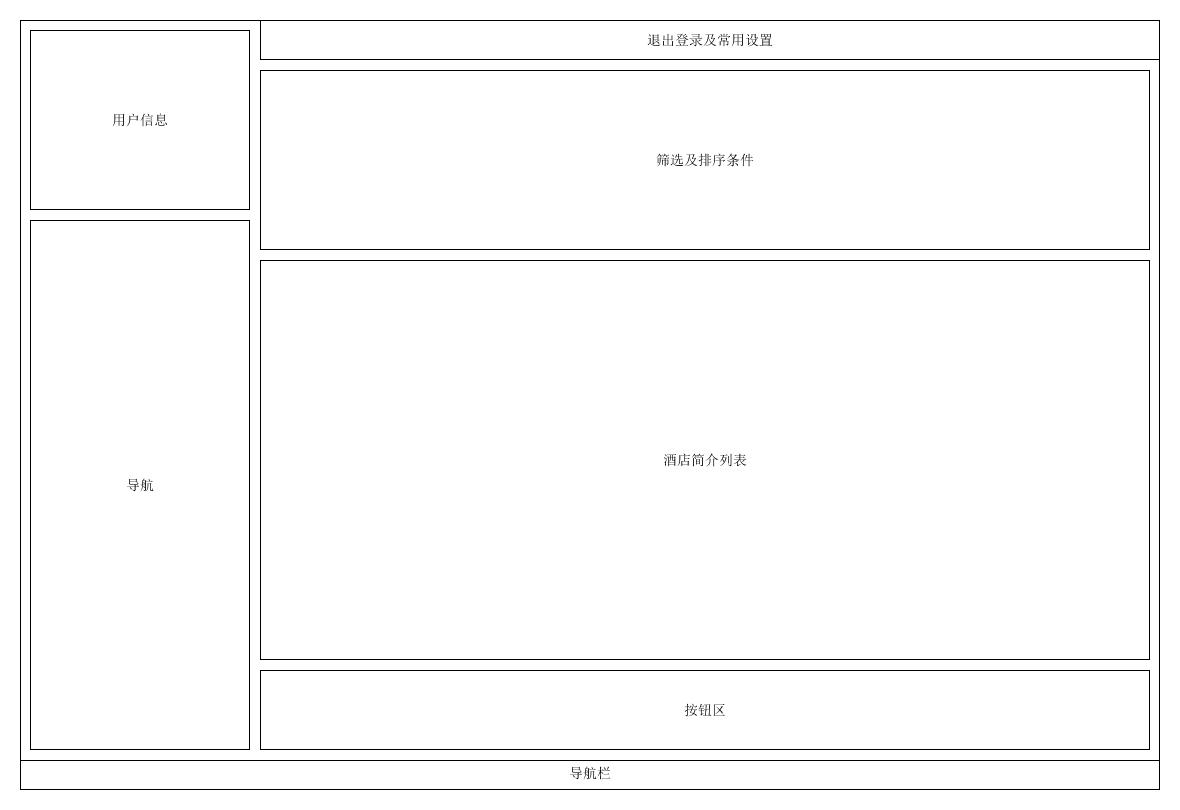 退出登录及常用设置
用户信息
筛选及排序条件
酒店简介列表
导航
按钮区
导航栏